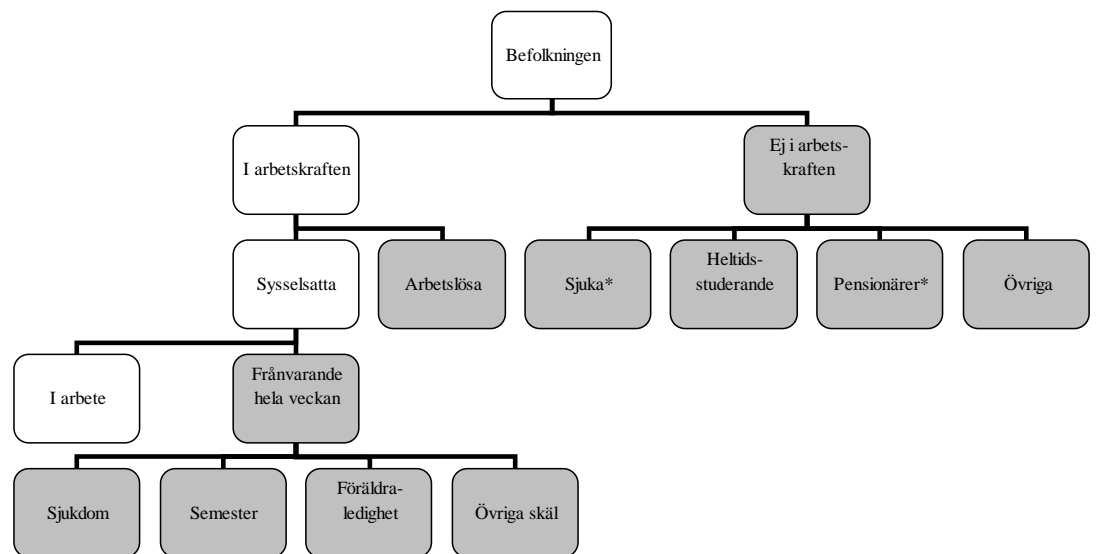 Befolkningen
I arbetskraften
Ej i arbets-
kraften
Sysselsatta
Arbetslösa
Sjuka*
Heltids-
studerande
Pensionärer*
Övriga
I arbete
Frånvarande
hela veckan
Sjukdom
Semester
Föräldra-
ledighet
Övriga skäl